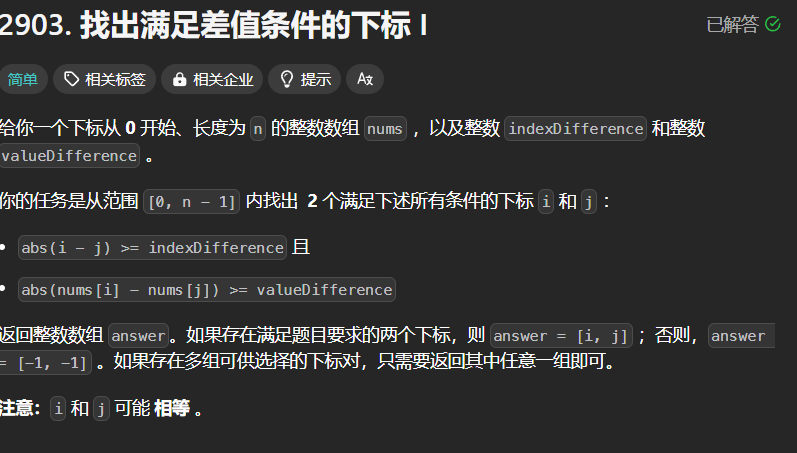 2903. 找出满足差值条件的下标 I
已解答
简单 相关标签 相关企业 提示 A文
给你一个下标从 0 开始、长度为 n 的整数数组 nums ，以及整数 indexDifference 和整数
valueDifference 。
你的任务是从范围 [0, n - 1] 内找出 2 个满足下述所有条件的下标 i 和 j ：
• abs(i - j) >= indexDifference 且
• abs(nums[i] - nums[j]) >= valueDifference
返回整数数组 answer。如果存在满足题目要求的两个下标，则 answer = [i, j] ；否则，answer
= [-1, -1] 。如果存在多组可供选择的下标对，只需要返回其中任意一组即可。
注意：i 和 j 可能 相等 。